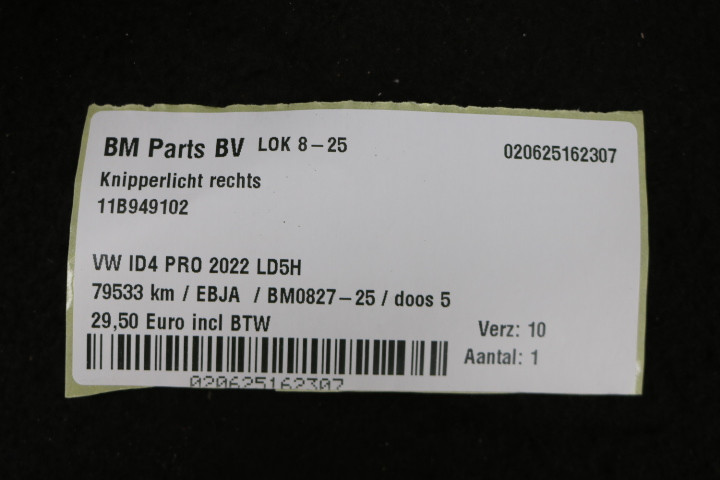 BM Parts BV LOK 8-25 020625162307
Knipperlicht rechts
11B949102
VW ID4 PRO 2022 LD5H
79533 km / EBJA / BM0827-25 / doos 5
29,50 Euro incl BTW Verz: 10
Aantal: 1
020625162307